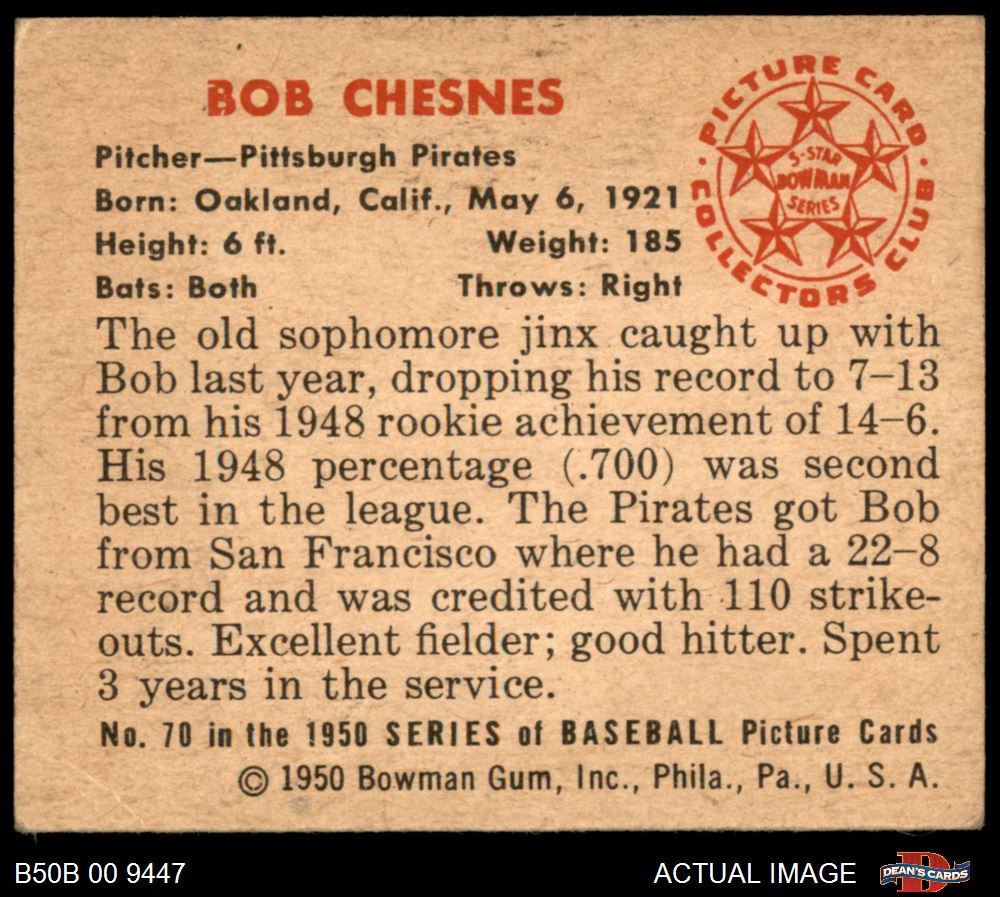 BOB CHESNES
Pitcher—Pittsburgh Pirates
Born: Oakland, Calif., May 6, 1921
Height: 6 ft. Weight: 185
Bats: Both Throws: Right
PICTURE CARD
COLLECTORS CLUB
5-STAR
BOWMAN
SERIES
The old sophomore jinx caught up with
Bob last year, dropping his record to 7–13
from his 1948 rookie achievement of 14–6.
His 1948 percentage (.700) was second
best in the league. The Pirates got Bob
from San Francisco where he had a 22–8
record and was credited with 110 strike-
outs. Excellent fielder; good hitter. Spent
3 years in the service.
No. 70 in the 1950 SERIES of BASEBALL Picture Cards
© 1950 Bowman Gum, Inc., Phila., Pa., U. S. A.
B50B 00 9447
ACTUAL IMAGE
D
DEAN'S CARDS